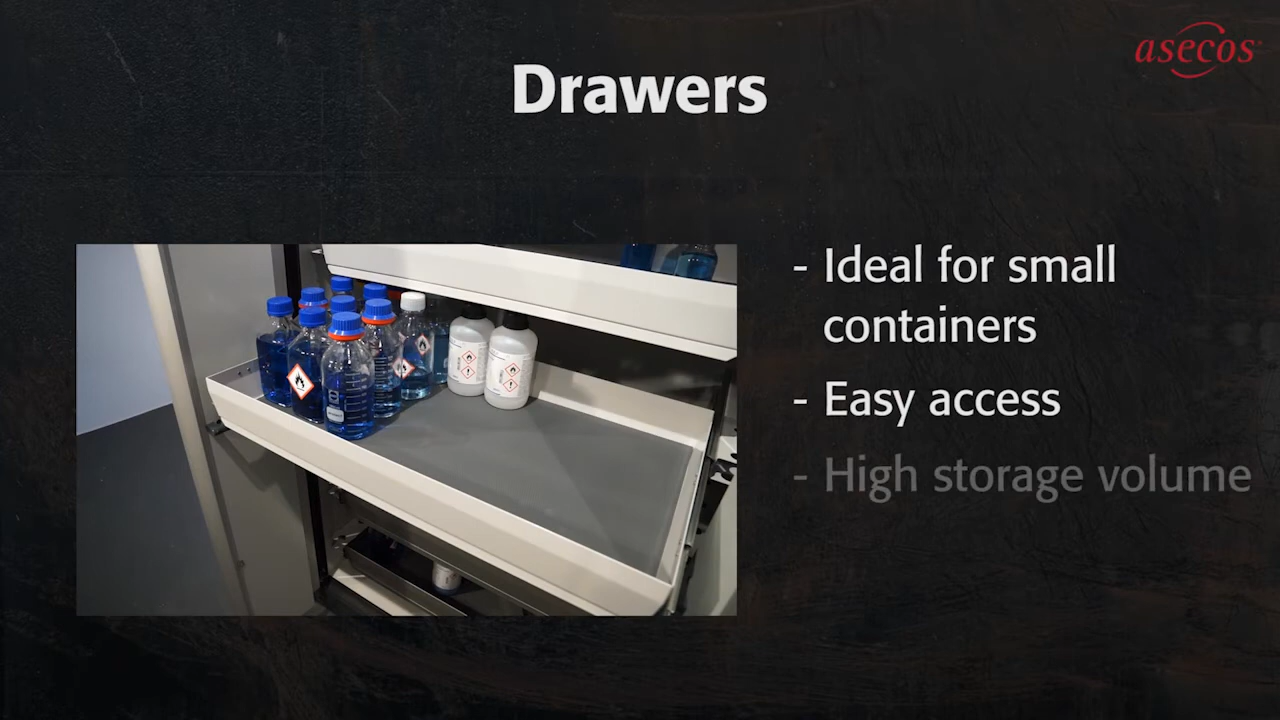 asecos
Drawers
- Ideal for small
containers
- Easy access
- High storage volume